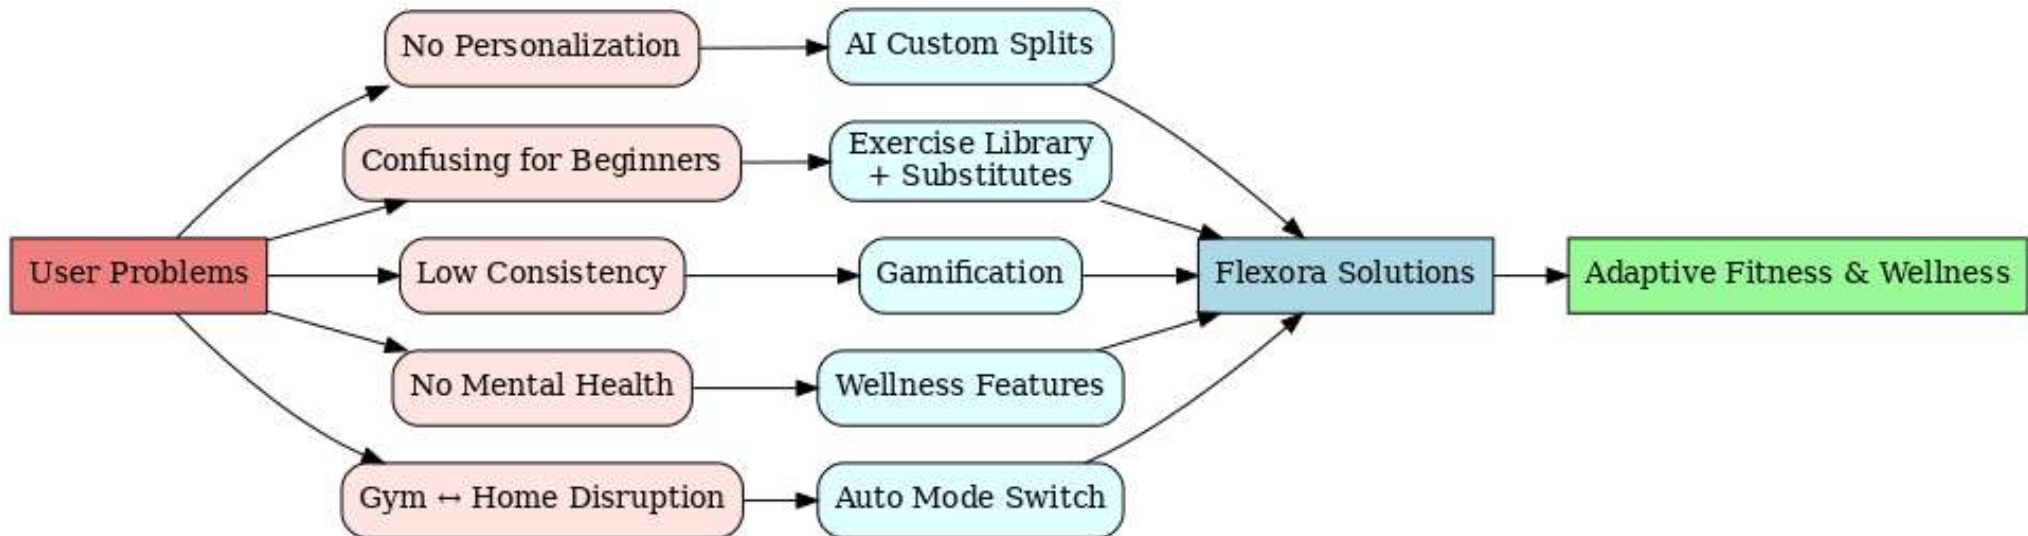 No Personalization
AI Custom Splits
Confusing for Beginners
Exercise Library
+ Substitutes
User Problems
Low Consistency
Gamification
Flexora Solutions
Adaptive Fitness & Wellness
No Mental Health
Wellness Features
Gym ↔ Home Disruption
Auto Mode Switch